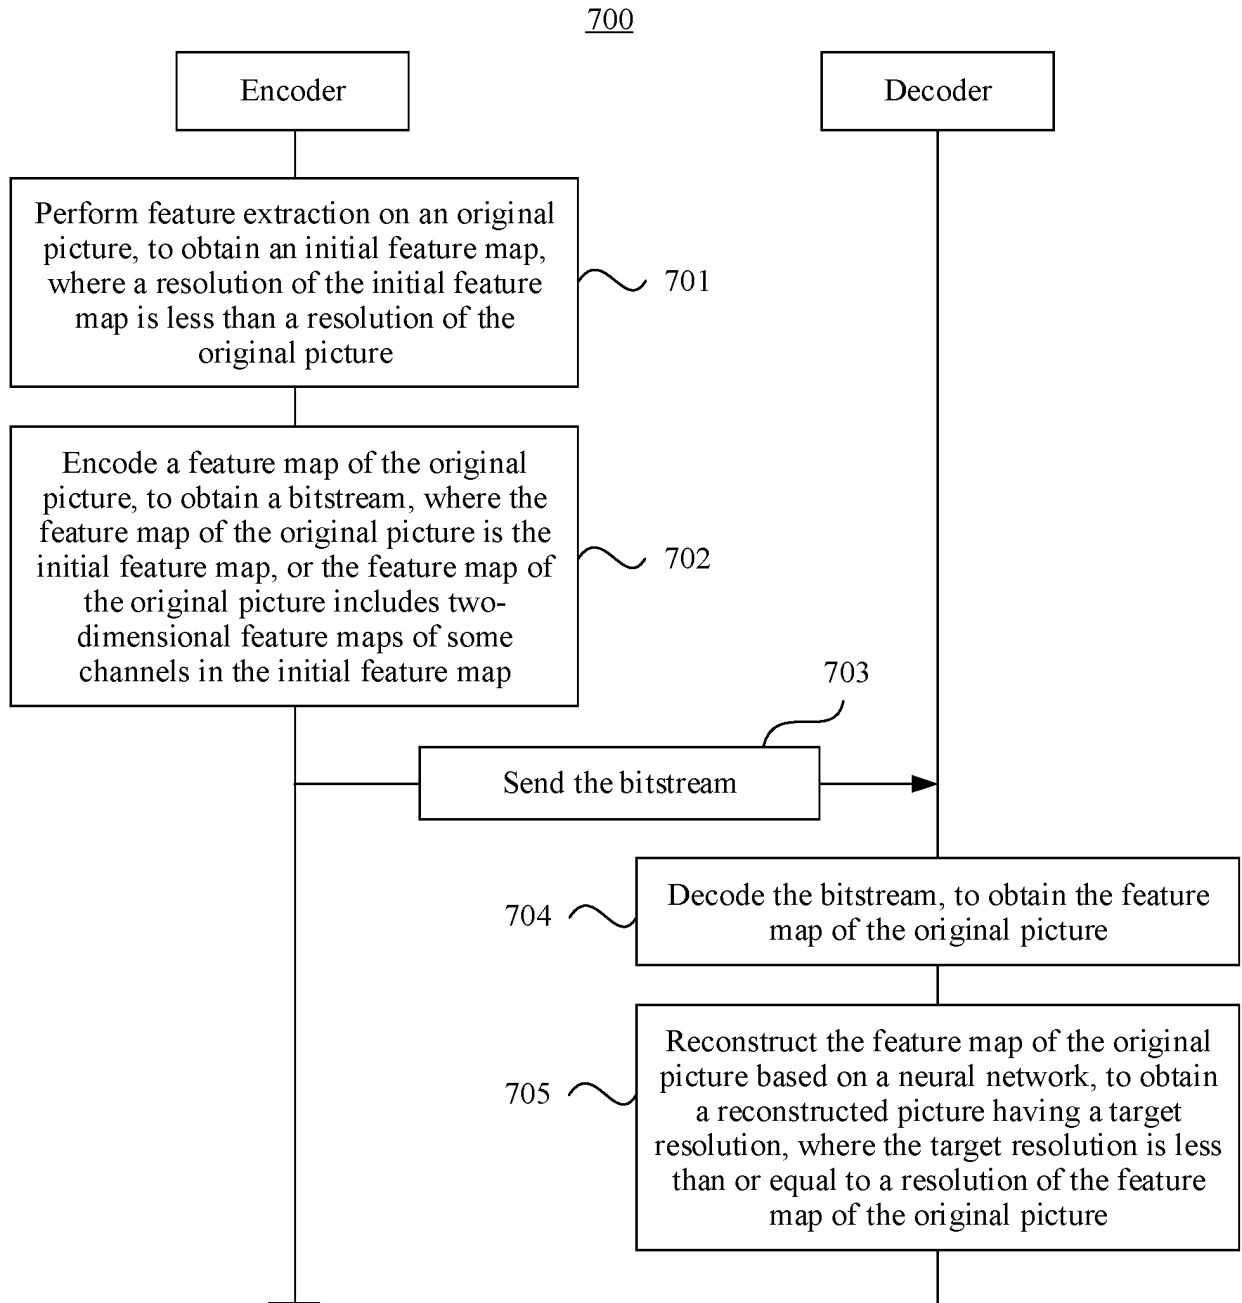 700
Encoder
Decoder
Perform feature extraction on an original
picture, to obtain an initial feature map,
where a resolution of the initial feature
map is less than a resolution of the
original picture
701
Encode a feature map of the original
picture, to obtain a bitstream, where the
feature map of the original picture is the
initial feature map, or the feature map of
the original picture includes two-
dimensional feature maps of some
channels in the initial feature map
702
703
Send the bitstream
704
Decode the bitstream, to obtain the feature
map of the original picture
705
Reconstruct the feature map of the original
picture based on a neural network, to obtain
a reconstructed picture having a target
resolution, where the target resolution is less
than or equal to a resolution of the feature
map of the original picture